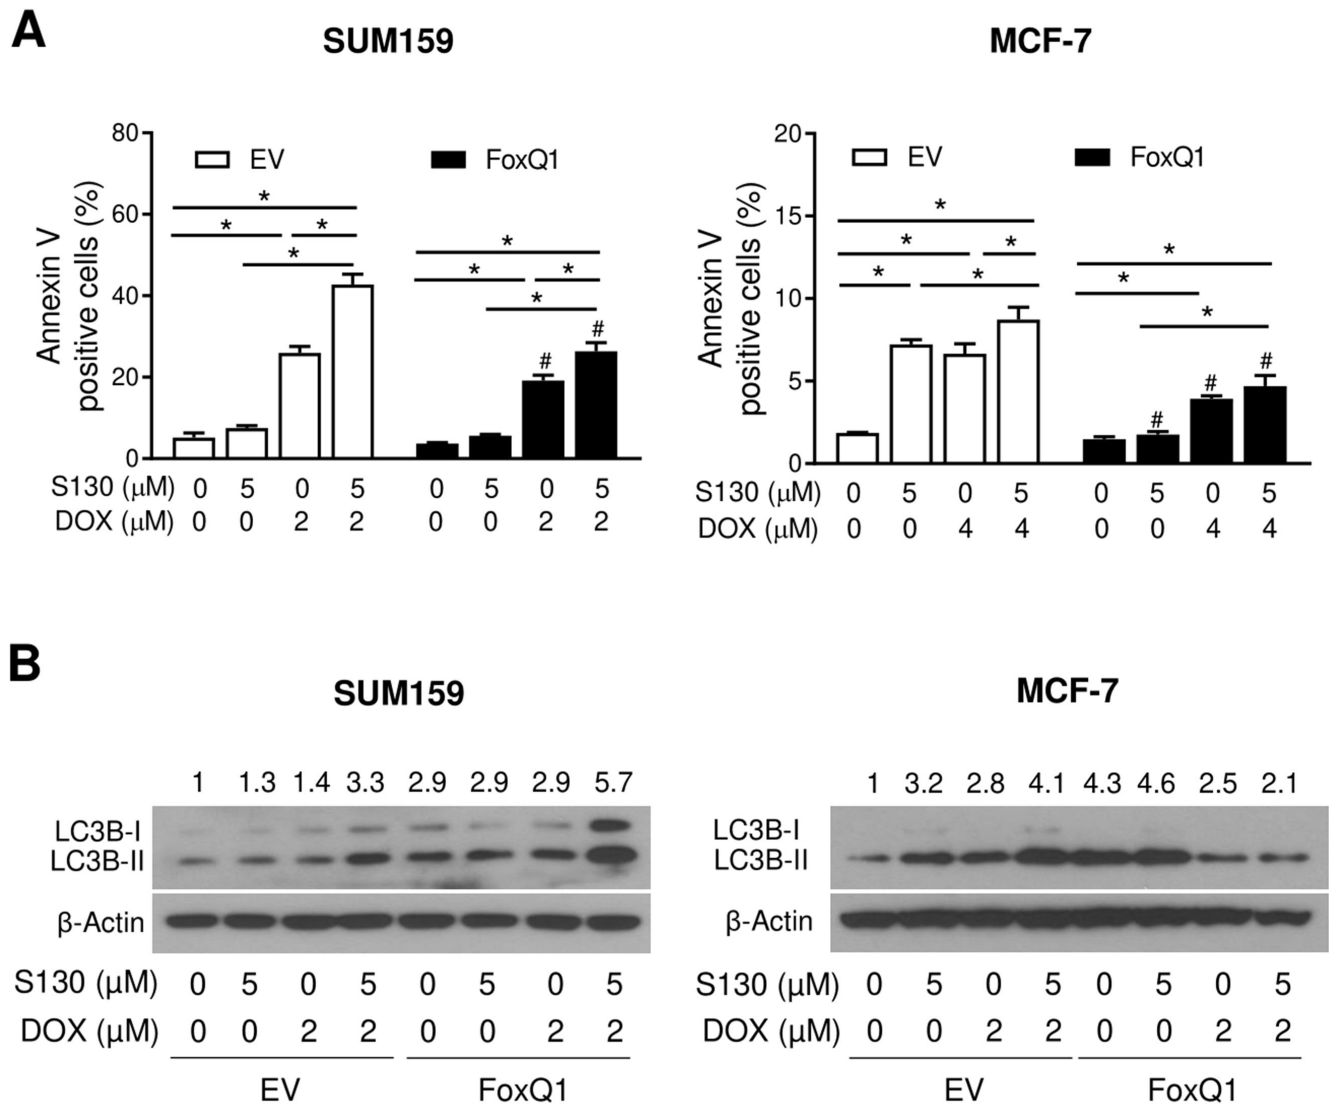 A
SUM159
MCF-7
80
60
40
20
0
Annexin V
positive cells (%)
EV
FoxQ1
* * * *
* * * *
# #
S130 (μM) 0 5 0 5 0 5 0 5
DOX (μM) 0 0 2 2 0 0 2 2
20
15
10
5
0
Annexin V
positive cells (%)
EV
FoxQ1
* * * * *
* * *
# # #
S130 (μM) 0 5 0 5 0 5 0 5
DOX (μM) 0 0 4 4 0 0 4 4
B
SUM159
1 1.3 1.4 3.3 2.9 2.9 2.9 5.7
LC3B-I
LC3B-II
β-Actin
S130 (μM) 0 5 0 5 0 5 0 5
DOX (μM) 0 0 2 2 0 0 2 2
EV FoxQ1
MCF-7
1 3.2 2.8 4.1 4.3 4.6 2.5 2.1
LC3B-I
LC3B-II
β-Actin
S130 (μM) 0 5 0 5 0 5 0 5
DOX (μM) 0 0 2 2 0 0 2 2
EV FoxQ1